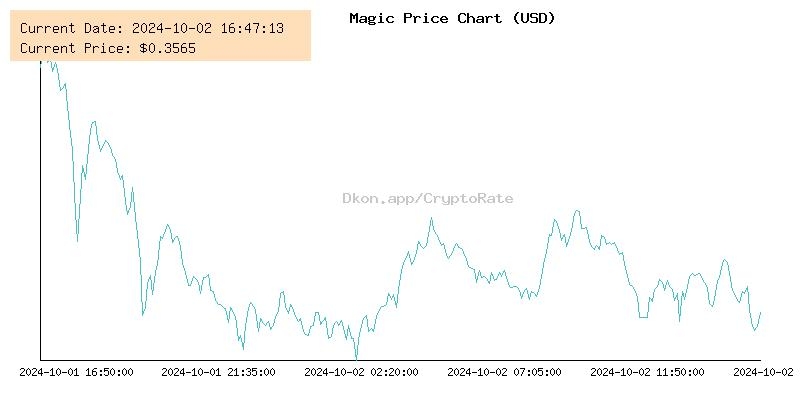 Magic Price Chart (USD)
Current Date: 2024-10-02 16:47:13
Current Price: $0.3565
Dkon.app/CryptoRate
2024-10-01 16:50:00 2024-10-01 21:35:00 2024-10-02 02:20:00 2024-10-02 07:05:00 2024-10-02 11:50:00 2024-10-02